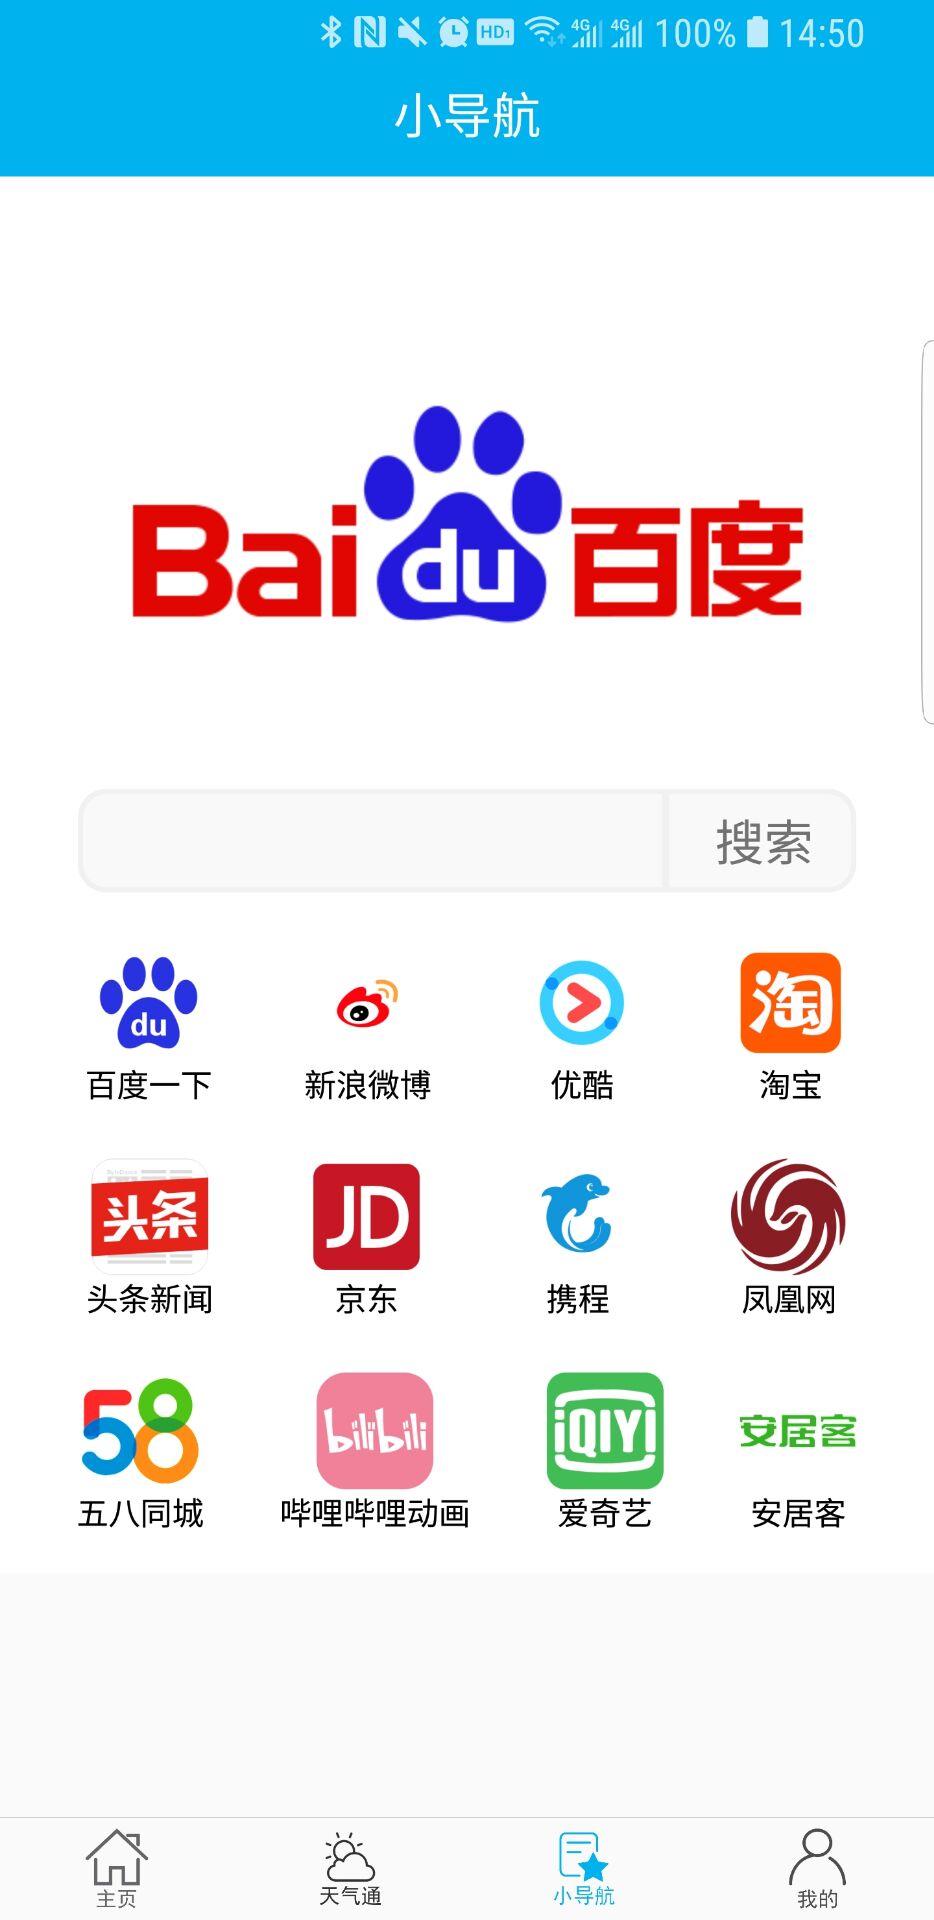 HD1 4G 4G 100% 14:50
小导航
Bai du 百度
搜索
du 淘
百度一下 新浪微博 优酷 淘宝
头条 JD
头条新闻 京东 携程 凤凰网
58 bilibili iQIYI 安居客
五八同城 哔哩哔哩动画 爱奇艺 安居客
主页 天气通 小导航 我的